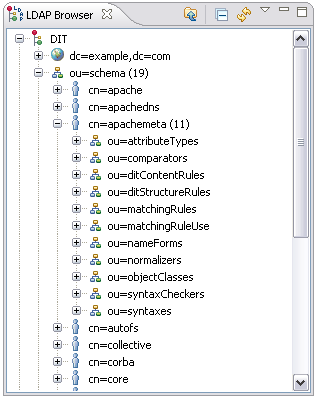 LDAP Browser
DIT
dc=example,dc=com
ou=schema (19)
cn=apache
cn=apachedns
cn=apachemeta (11)
ou=attributeTypes
ou=comparators
ou=ditContentRules
ou=ditStructureRules
ou=matchingRules
ou=matchingRuleUse
ou=nameForms
ou=normalizers
ou=objectClasses
ou=syntaxCheckers
ou=syntaxes
cn=autofs
cn=collective
cn=corba
cn=core